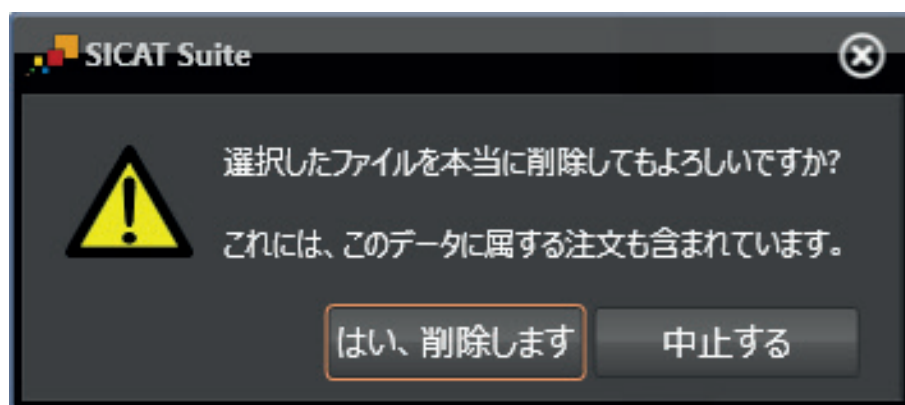 SICAT Suite
選択したファイルを本当に削除してもよろしいですか?
これには、このデータに属する注文も含まれています。
はい、削除します
中止する